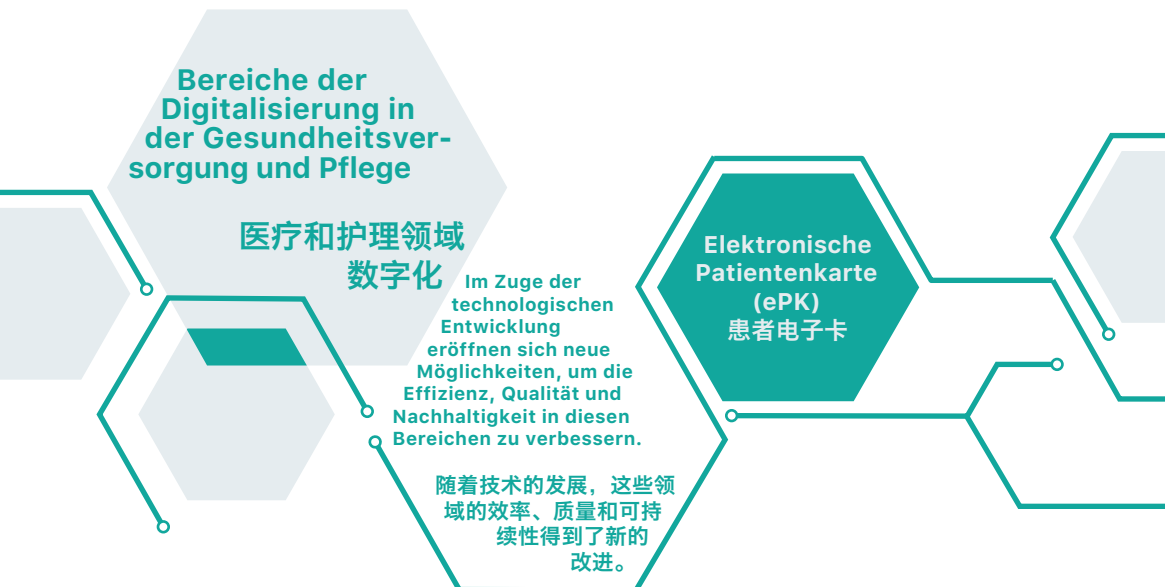 Bereiche der
Digitalisierung in
der Gesundheitsver-
sorgung und Pflege
医疗和护理领域
数字化
Im Zuge der
technologischen
Entwicklung
eröffnen sich neue
Möglichkeiten, um die
Effizienz, Qualität und
Nachhaltigkeit in diesen
Bereichen zu verbessern.
随着技术的发展，这些领
域的效率、质量和可持
续性得到了新的
改进。
Elektronische
Patientenkarte
(ePK)
患者电子卡